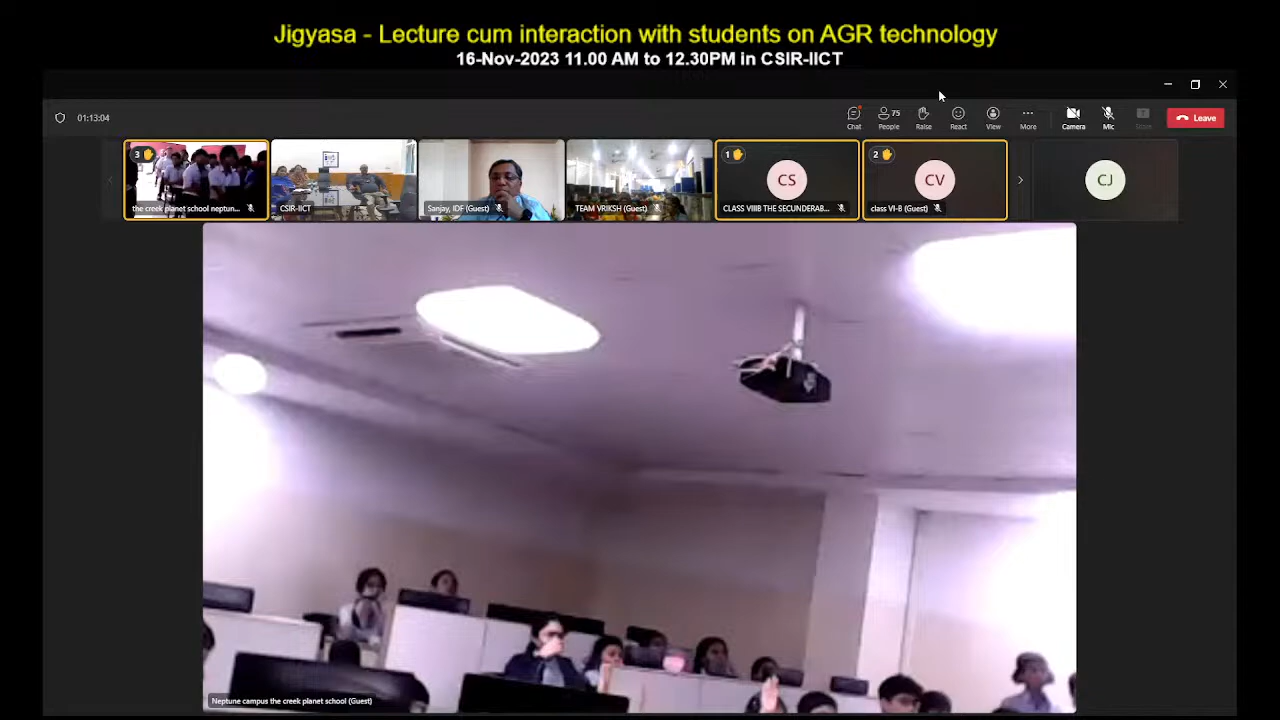 Jigyasa - Lecture cum interaction with students on AGR technology
16-Nov-2023 11.00 AM to 12.30PM in CSIR-IICT
01:13:04
Chat
75
People
Raise
React
View
More
Camera
Mic
Leave
3
the creek planet school neptun...
CSIR-IICT
Sanjay, IDF (Guest)
TEAM VRIKSH (Guest)
1
CS
CLASS VIIIB THE SECUNDERAB...
2
CV
class VI-B (Guest)
CJ
Neptune campus the creek planet school (Guest)